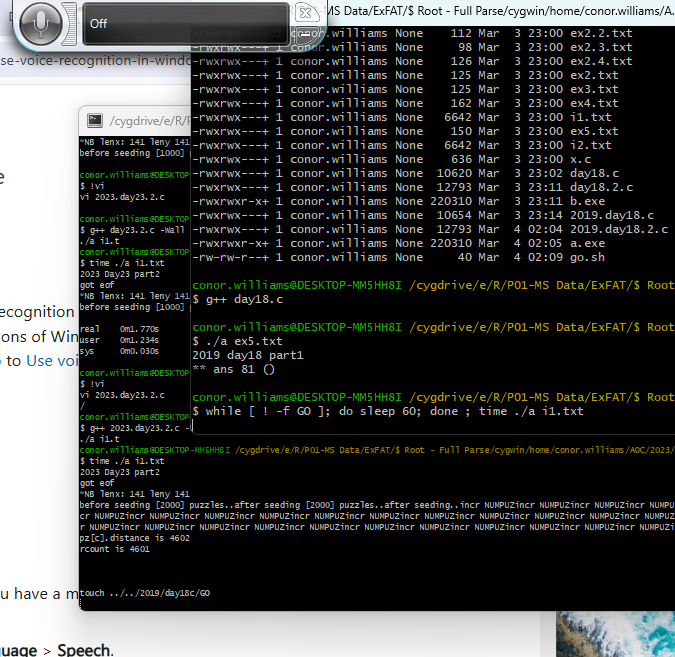 Off
MS Data/ExFAT/$ Root - Full Parse/cygwin/home/conor.williams/A
se-voice-recognition-in-windo
-rwxrwx---+ 1 conor.williams None 112 Mar 3 23:00 ex2.2.txt
-rwxrwx---+ 1 conor.williams None 98 Mar 3 23:00 ex2.3.txt
-rwxrwx---+ 1 conor.williams None 126 Mar 3 23:00 ex2.4.txt
-rwxrwx---+ 1 conor.williams None 125 Mar 3 23:00 ex2.txt
-rwxrwx---+ 1 conor.williams None 125 Mar 3 23:00 ex3.txt
-rwxrwx---+ 1 conor.williams None 162 Mar 3 23:00 ex4.txt
-rwxrwx---+ 1 conor.williams None 6642 Mar 3 23:00 i1.txt
-rwxrwx---+ 1 conor.williams None 150 Mar 3 23:00 ex5.txt
-rwxrwx---+ 1 conor.williams None 6642 Mar 3 23:00 i2.txt
-rwxrwx---+ 1 conor.williams None 636 Mar 3 23:00 x.c
-rwxrwx---+ 1 conor.williams None 10620 Mar 3 23:02 day18.c
-rwxrwx---+ 1 conor.williams None 12793 Mar 3 23:11 day18.2.c
-rwxrwxr-x+ 1 conor.williams None 220310 Mar 3 23:11 b.exe
-rwxrwx---+ 1 conor.williams None 10654 Mar 3 23:14 2019.day18.c
-rwxrwx---+ 1 conor.williams None 12793 Mar 4 02:04 2019.day18.2.c
-rwxrwxr-x+ 1 conor.williams None 220310 Mar 4 02:05 a.exe
-rw-rw-r--+ 1 conor.williams None 40 Mar 4 02:09 go.sh
conor.williams@DESKTOP-MM5HH8I /cygdrive/e/R/P01-MS Data/ExFAT/$ Root
$ g++ day18.c
conor.williams@DESKTOP-MM5HH8I /cygdrive/e/R/P01-MS Data/ExFAT/$ Root
$ ./a ex5.txt
2019 day18 part1
** ans 81 ()
conor.williams@DESKTOP-MM5HH8I /cygdrive/e/R/P01-MS Data/ExFAT/$ Root
$ while [ ! -f GO ]; do sleep 60; done ; time ./a i1.txt
/cygdrive/e/R/P
*NB lenx: 141 leny 141
before seeding [1000]
conor.williams@DESKTOP
$ !vi
vi 2023.day23.2.c
conor.williams@DESKTOP
$ g++ day23.2.c -Wall
./a i1.t
conor.williams@DESKTOP
$ time ./a i1.txt
2023 Day23 part2
got eof
*NB lenx: 141 leny 141
before seeding [1000]
real 0m1.770s
user 0m1.234s
sys 0m0.030s
conor.williams@DESKTOP
$ !vi
vi 2023.day23.2.c
/
conor.williams@DESKTOP
$ g++ 2023.day23.2.c -
./a i1.t
conor.williams@DESKTOP-MM5HH8I /cygdrive/e/R/P01-MS Data/ExFAT/$ Root - Full Parse/cygwin/home/conor.williams/AOC/2023/
$ time ./a i1.txt
2023 Day23 part2
got eof
*NB lenx: 141 leny 141
before seeding [2000] puzzles..after seeding [2000] puzzles..after seeding..incr NUMPUZincr NUMPUZincr NUMPUZincr NUMPU
cr NUMPUZincr NUMPUZincr NUMPUZincr NUMPUZincr NUMPUZincr NUMPUZincr NUMPUZincr NUMPUZincr NUMPUZincr NUMPUZincr NUMPUZ
r NUMPUZincr NUMPUZincr NUMPUZincr NUMPUZincr NUMPUZincr NUMPUZincr NUMPUZincr NUMPUZincr NUMPUZincr NUMPUZincr NUMPUZi
pz[c].distance is 4602
rcount is 4601
touch ../../2019/day18c/GO
e
ecognition
ons of Win
to Use voi
u have a m
guage > Speech.